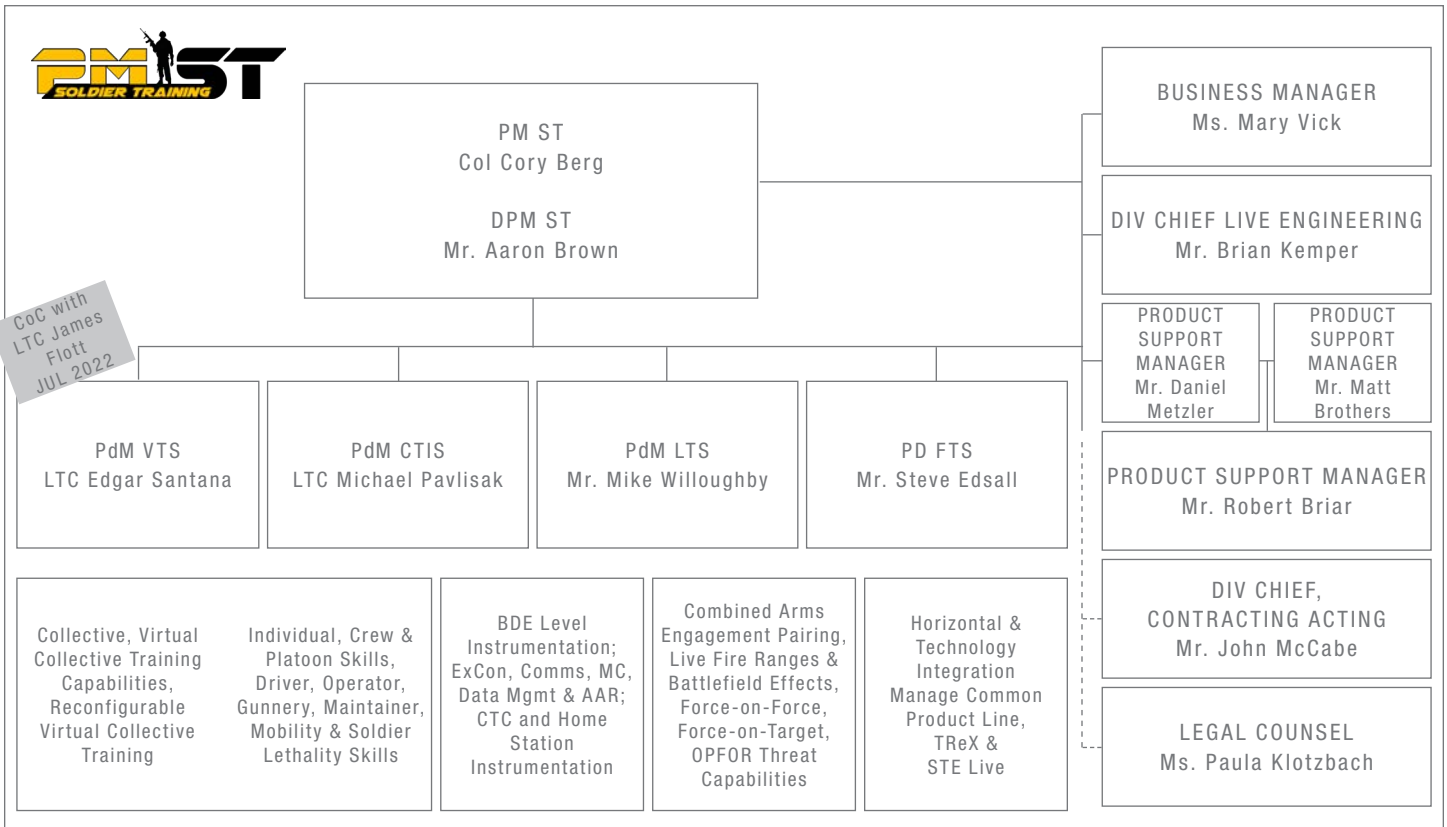 PM ST
SOLDIER TRAINING
PM ST
Col Cory Berg
DPM ST
Mr. Aaron Brown
BUSINESS MANAGER
Ms. Mary Vick
DIV CHIEF LIVE ENGINEERING
Mr. Brian Kemper
PRODUCT
SUPPORT
MANAGER
Mr. Daniel
Metzler
PRODUCT
SUPPORT
MANAGER
Mr. Matt
Brothers
PRODUCT SUPPORT MANAGER
Mr. Robert Briar
DIV CHIEF,
CONTRACTING ACTING
Mr. John McCabe
LEGAL COUNSEL
Ms. Paula Klotzbach
CoC with
LTC James
Flott
JUL 2022
PdM VTS
LTC Edgar Santana
PdM CTIS
LTC Michael Pavlisak
PdM LTS
Mr. Mike Willoughby
PD FTS
Mr. Steve Edsall
Collective, Virtual
Collective Training
Capabilities,
Reconfigurable
Virtual Collective
Training
Individual, Crew &
Platoon Skills,
Driver, Operator,
Gunnery, Maintainer,
Mobility & Soldier
Lethality Skills
BDE Level
Instrumentation;
ExCon, Comms, MC,
Data Mgmt & AAR;
CTC and Home
Station
Instrumentation
Combined Arms
Engagement Pairing,
Live Fire Ranges &
Battlefield Effects,
Force-on-Force,
Force-on-Target,
OPFOR Threat
Capabilities
Horizontal &
Technology
Integration
Manage Common
Product Line,
TReX &
STE Live